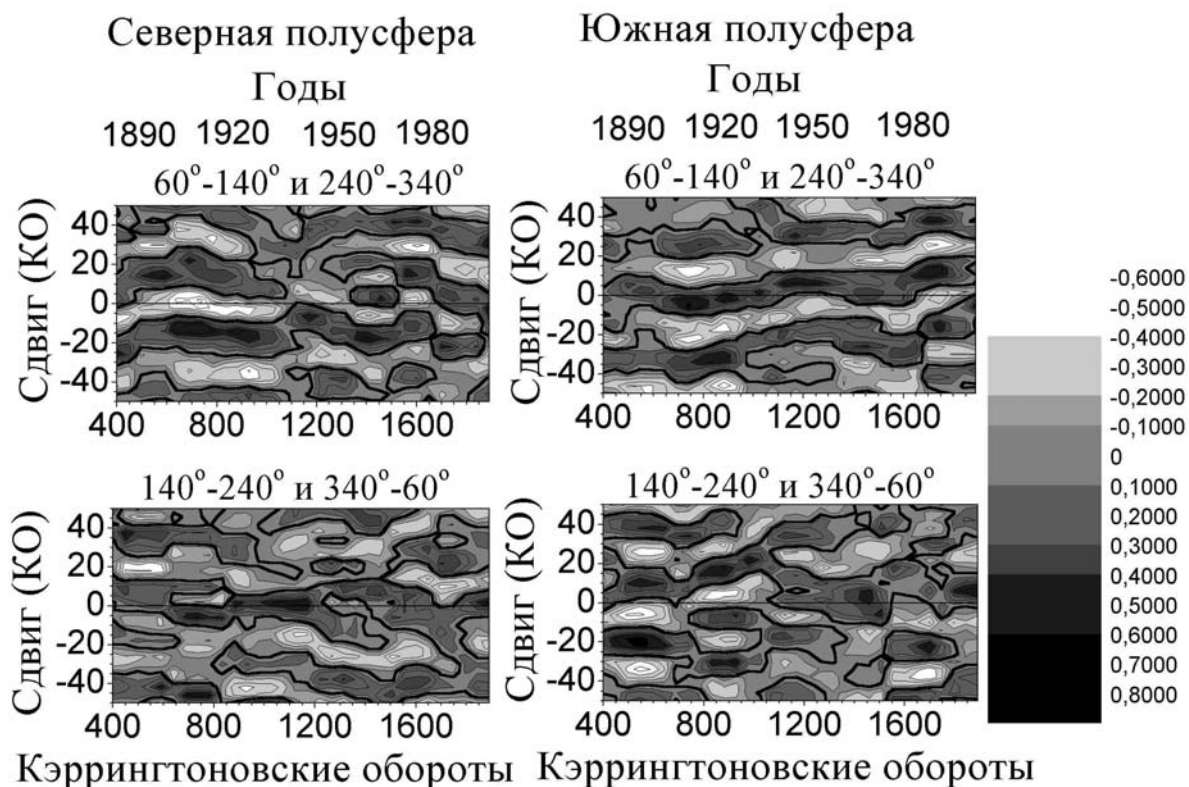 Северная полусфера
Южная полусфера
Годы
Годы
1890 1920 1950 1980
1890 1920 1950 1980
60°-140° и 240°-340°
60°-140° и 240°-340°
Сдвиг (КО)
40
20
0
-20
-40
400 800 1200 1600
Сдвиг (КО)
40
20
0
-20
-40
400 800 1200 1600
140°-240° и 340°-60°
140°-240° и 340°-60°
Сдвиг (КО)
40
20
0
-20
-40
400 800 1200 1600
Сдвиг (КО)
40
20
0
-20
-40
400 800 1200 1600
Кэррингтоновские обороты
Кэррингтоновские обороты
-0,6000
-0,5000
-0,4000
-0,3000
-0,2000
-0,1000
0
0,1000
0,2000
0,3000
0,4000
0,5000
0,6000
0,7000
0,8000